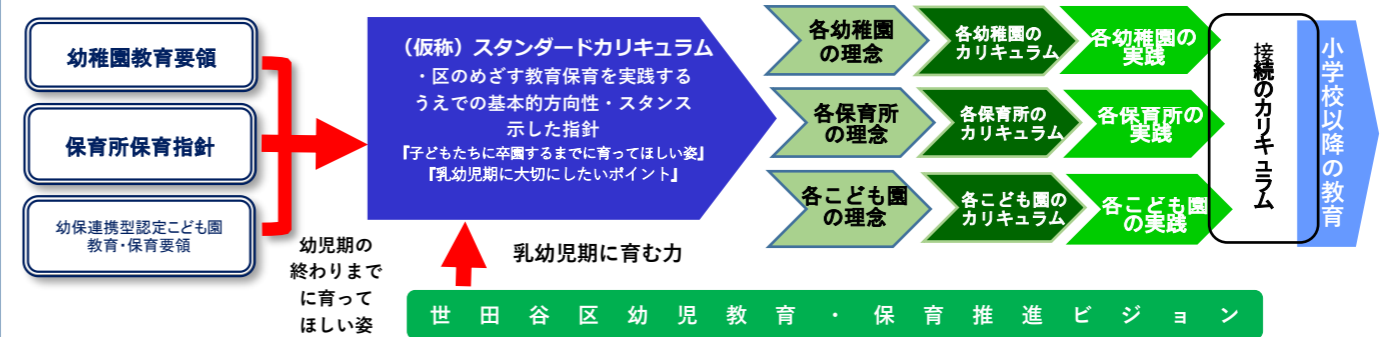 幼稚園教育要領
保育所保育指針
幼保連携型認定こども園
教育・保育要領
幼児期の
終わりまで
に育って
ほしい姿
（仮称）スタンダードカリキュラム
・区のめざす教育保育を実践する
うえでの基本的方向性・スタンス
示した指針
『子どもたちに卒園するまでに育ってほしい姿』
『乳幼児期に大切にしたいポイント』
乳幼児期に育む力
世田谷区幼児教育・保育推進ビジョン
各幼稚園
の理念
各幼稚園の
カリキュラム
各幼稚園の
実践
各保育所
の理念
各保育所の
カリキュラム
各保育所の
実践
各こども園
の理念
各こども園の
カリキュラム
各こども園
の実践
接続のカリキュラム
小学校以降の教育